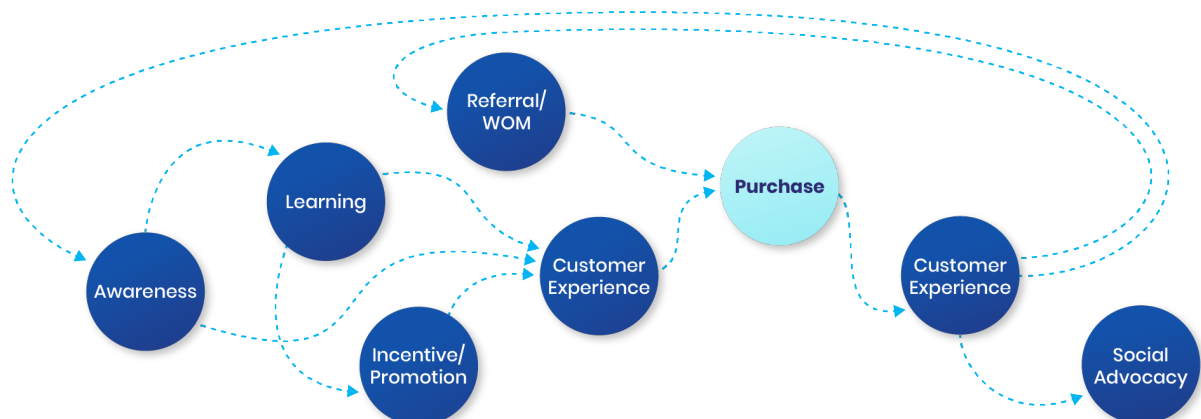 Referral/
WOM
Purchase
Learning
Customer
Experience
Customer
Experience
Awareness
Incentive/
Promotion
Social
Advocacy